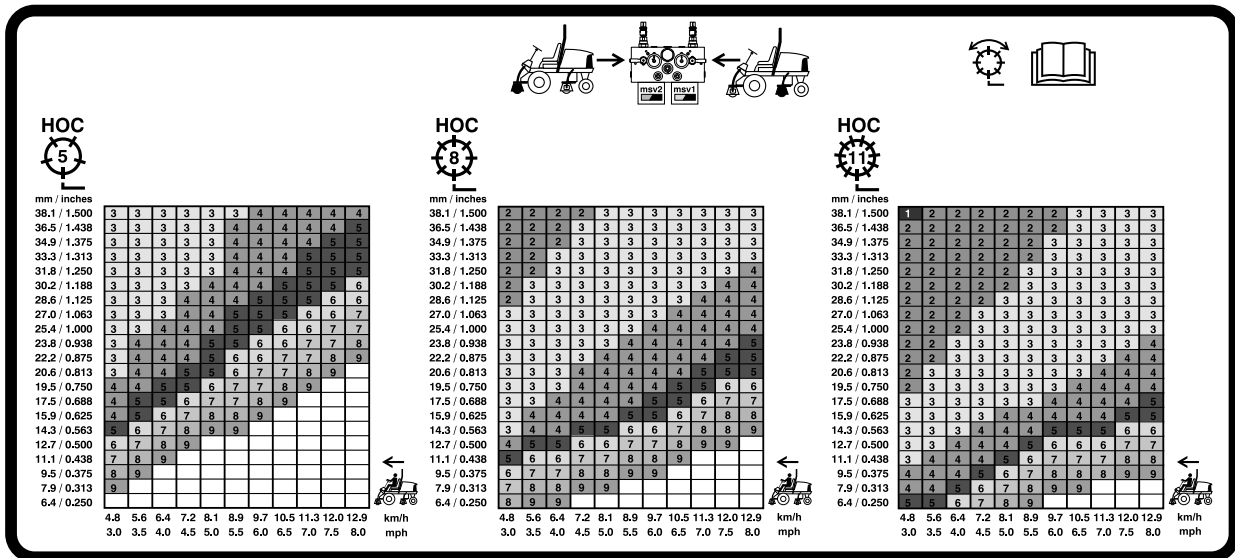 msv2 msv1
HOC
5
mm / inches
38.1 / 1.500 3 3 3 3 3 3 4 4 4 4 4
36.5 / 1.438 3 3 3 3 3 4 4 4 4 4 5
34.9 / 1.375 3 3 3 3 3 4 4 4 4 5 5
33.3 / 1.313 3 3 3 3 3 4 4 4 5 5 5
31.8 / 1.250 3 3 3 3 3 4 4 4 5 5 5
30.2 / 1.188 3 3 3 3 4 4 4 5 5 5 6
28.6 / 1.125 3 3 3 4 4 4 5 5 5 6 6
27.0 / 1.063 3 3 3 4 4 5 5 5 6 6 6
25.4 / 1.000 3 3 4 4 4 5 5 6 6 7 7
23.8 / 0.938 3 4 4 4 5 5 6 6 7 7 8
22.2 / 0.875 3 4 4 4 5 6 6 7 7 8 9
20.6 / 0.813 3 4 4 5 5 6 7 7 8 9
19.5 / 0.750 4 4 5 5 6 7 7 8 9
17.5 / 0.688 4 5 5 6 7 7 8 9
15.9 / 0.625 4 5 6 7 8 8 9
14.3 / 0.563 5 6 7 8 9 9
12.7 / 0.500 6 7 8 9
11.1 / 0.438 7 8 9
9.5 / 0.375 8 9
7.9 / 0.313 9
6.4 / 0.250
4.8 5.6 6.4 7.2 8.1 8.9 9.7 10.5 11.3 12.0 12.9 km/h
3.0 3.5 4.0 4.5 5.0 5.5 6.0 6.5 7.0 7.5 8.0 mph
HOC
8
mm / inches
38.1 / 1.500 2 2 2 2 3 3 3 3 3 3 3
36.5 / 1.438 2 2 2 3 3 3 3 3 3 3 3
34.9 / 1.375 2 2 2 3 3 3 3 3 3 3 3
33.3 / 1.313 2 2 3 3 3 3 3 3 3 3 3
31.8 / 1.250 2 2 3 3 3 3 3 3 3 3 4
30.2 / 1.188 2 3 3 3 3 3 3 3 3 4 4
28.6 / 1.125 2 3 3 3 3 3 3 3 4 4 4
27.0 / 1.063 3 3 3 3 3 3 3 4 4 4 4
25.4 / 1.000 3 3 3 3 3 3 4 4 4 4 4
23.8 / 0.938 3 3 3 3 3 4 4 4 4 4 5
22.2 / 0.875 3 3 3 3 4 4 4 4 4 5 5
20.6 / 0.813 3 3 3 4 4 4 4 4 5 5 5
19.5 / 0.750 3 3 3 4 4 4 4 5 5 6 6
17.5 / 0.688 3 3 4 4 4 4 5 5 6 6 7
15.9 / 0.625 3 4 4 4 4 5 5 6 7 8 8
14.3 / 0.563 3 4 4 5 5 6 6 7 7 8 8
12.7 / 0.500 4 5 5 6 6 7 7 8 9 9
11.1 / 0.438 5 6 6 7 7 8 8 9
9.5 / 0.375 6 7 7 8 8 9 9
7.9 / 0.313 7 7 8 9 9
6.4 / 0.250 8 9 9
4.8 5.6 6.4 7.2 8.1 8.9 9.7 10.5 11.3 12.0 12.9 km/h
3.0 3.5 4.0 4.5 5.0 5.5 6.0 6.5 7.0 7.5 8.0 mph
HOC
11
mm / inches
38.1 / 1.500 1 2 2 2 2 2 2 3 3 3 3
36.5 / 1.438 2 2 2 2 2 2 2 3 3 3 3
34.9 / 1.375 2 2 2 2 2 2 3 3 3 3 3
33.3 / 1.313 2 2 2 2 2 2 3 3 3 3 3
31.8 / 1.250 2 2 2 2 2 3 3 3 3 3 3
30.2 / 1.188 2 2 2 2 2 3 3 3 3 3 3
28.6 / 1.125 2 2 2 2 3 3 3 3 3 3 3
27.0 / 1.063 2 2 2 3 3 3 3 3 3 3 3
25.4 / 1.000 2 2 2 3 3 3 3 3 3 3 3
23.8 / 0.938 2 2 3 3 3 3 3 3 3 3 4
22.2 / 0.875 2 2 3 3 3 3 3 3 3 4 4
20.6 / 0.813 2 3 3 3 3 3 3 3 4 4 4
19.5 / 0.750 2 3 3 3 3 3 3 4 4 4 4
17.5 / 0.688 3 3 3 3 3 3 4 4 4 4 5
15.9 / 0.625 3 3 3 3 4 4 4 4 4 5 5
14.3 / 0.563 3 3 3 4 4 4 5 5 5 6 6
12.7 / 0.500 3 3 4 4 4 5 5 6 6 6 7
11.1 / 0.438 3 4 4 4 5 6 6 7 7 7 8
9.5 / 0.375 4 4 4 5 6 7 7 8 8 8 9
7.9 / 0.313 4 4 5 6 7 8 9 9
6.4 / 0.250 5 5 6 7 8 9
4.8 5.6 6.4 7.2 8.1 8.9 9.7 10.5 11.3 12.0 12.9 km/h
3.0 3.5 4.0 4.5 5.0 5.5 6.0 6.5 7.0 7.5 8.0 mph